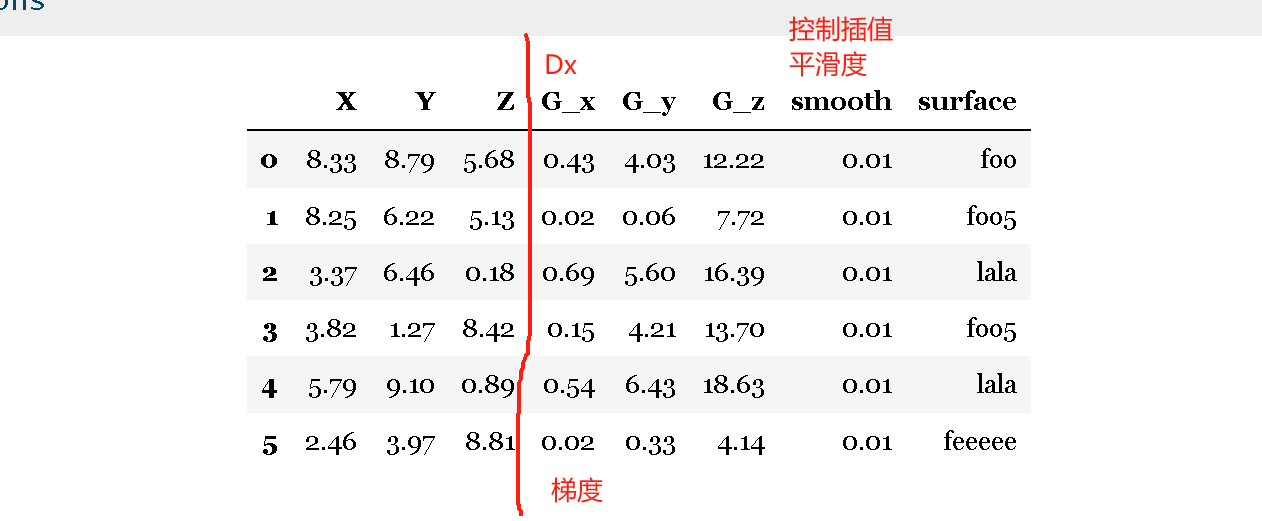 ons
控制插值
平滑度
Dx
X Y Z G_x G_y G_z smooth surface
0 8.33 8.79 5.68 0.43 4.03 12.22 0.01 foo
1 8.25 6.22 5.13 0.02 0.06 7.72 0.01 foo5
2 3.37 6.46 0.18 0.69 5.60 16.39 0.01 lala
3 3.82 1.27 8.42 0.15 4.21 13.70 0.01 foo5
4 5.79 9.10 0.89 0.54 6.43 18.63 0.01 lala
5 2.46 3.97 8.81 0.02 0.33 4.14 0.01 feeeee
梯度